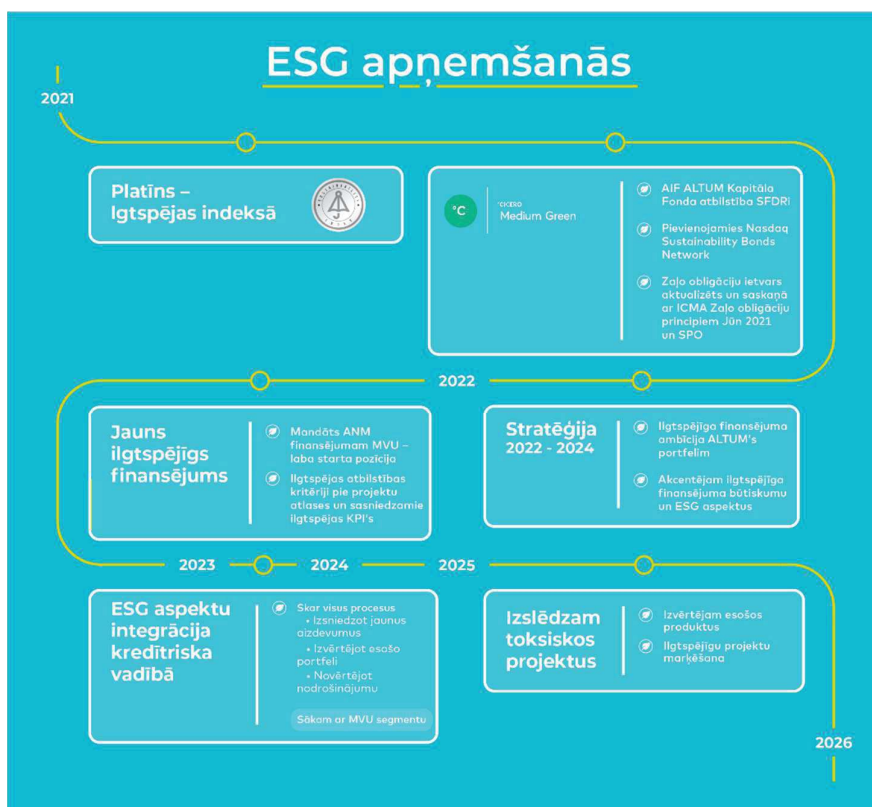 ESG apņemšanās
2021
Platīns –
Igtspējas indeksā
°C
°CICERO
Medium Green
AIF ALTUM Kapitāla
Fonda atbilstība SFDRI
Pievienojamies Nasdaq
Sustainability Bonds
Network
Zaļo obligāciju ietvars
aktualizēts un saskaņā
ar ICMA Zaļo obligāciju
principiem Jūn 2021
un SPO
2022
Jauns
ilgtspējīgs
finansējums
Mandāts ANM
finansējumam MVU –
laba starta pozīcija
Ilgtspējas atbilstības
kritēriji pie projektu
atlases un sasniedzamie
ilgtspējas KPI's
Stratēģija
2022 - 2024
Ilgtspējīga finansējuma
ambīcija ALTUM's
portfelim
Akcentējam ilgtspējīga
finansējuma būtiskumu
un ESG aspektus
2023
2024
2025
ESG aspektu
integrācija
kredītriska
vadībā
Skar visus procesus
• Izsniedzot jaunus
aizdevumus
• Izvērtējot esošo
portfeli
• Novērtējot
nodrošinājumu
Sākam ar MVU segmentu
Izslēdzam
toksiskos
projektus
Izvērtējam esošos
produktus
Ilgtspējīgu projektu
marķēšana
2026